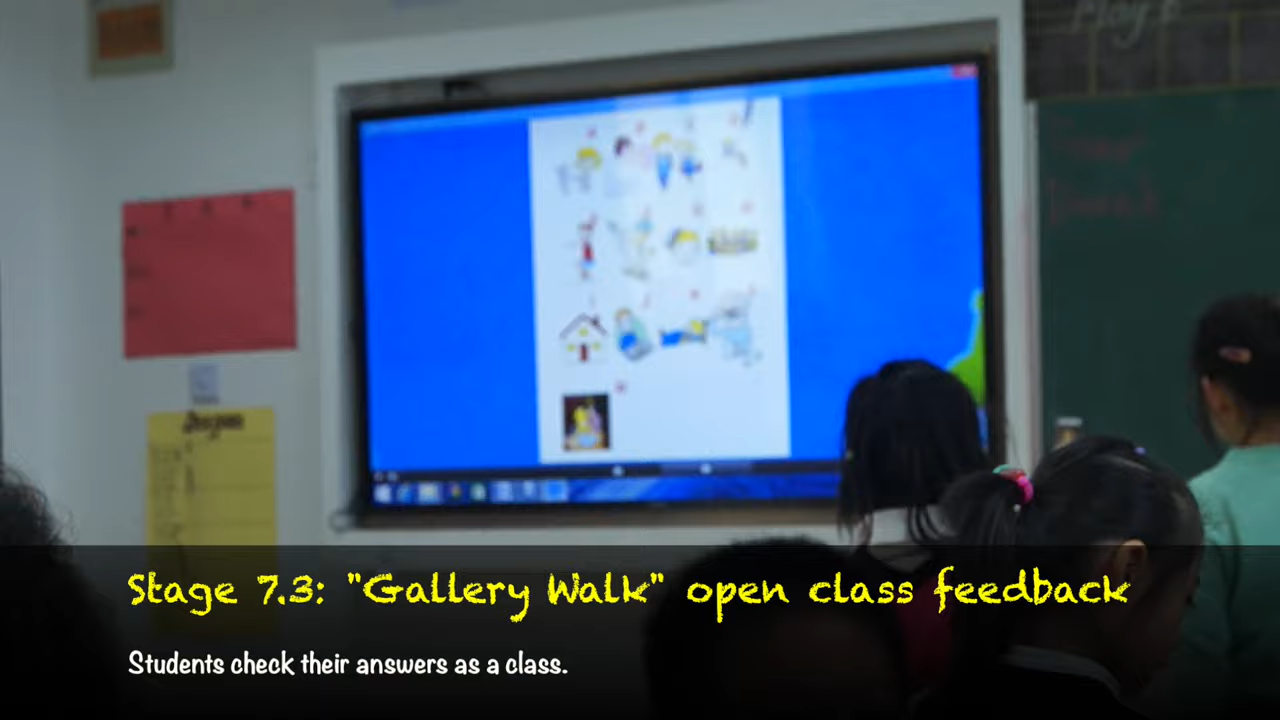 Stage 7.3: "Gallery Walk" open class feedback
Students check their answers as a class.